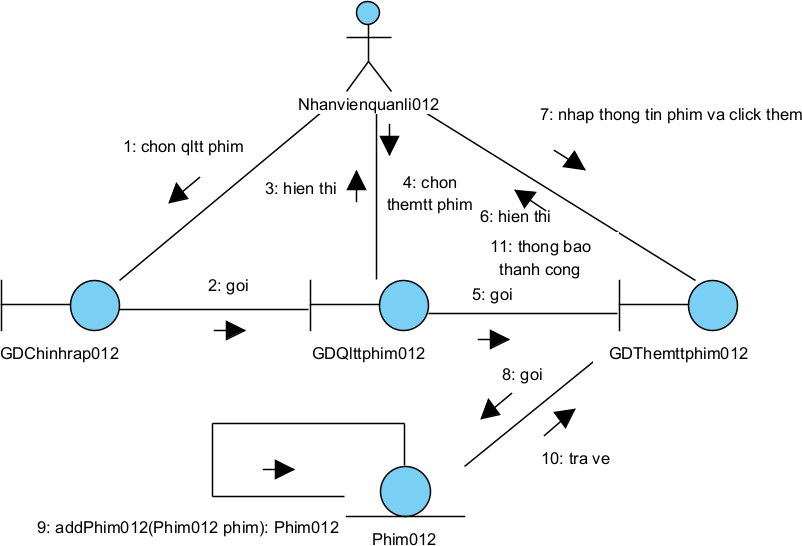 Nhanvienquanli012
7: nhap thong tin phim va click them
1: chon qltt phim
3: hien thi
4: chon
themtt phim
6: hien thi
11: thong bao
thanh cong
2: goi
5: goi
GDChinhrap012
GDQlttphim012
GDThemttphim012
8: goi
10: tra ve
9: addPhim012(Phim012 phim): Phim012
Phim012